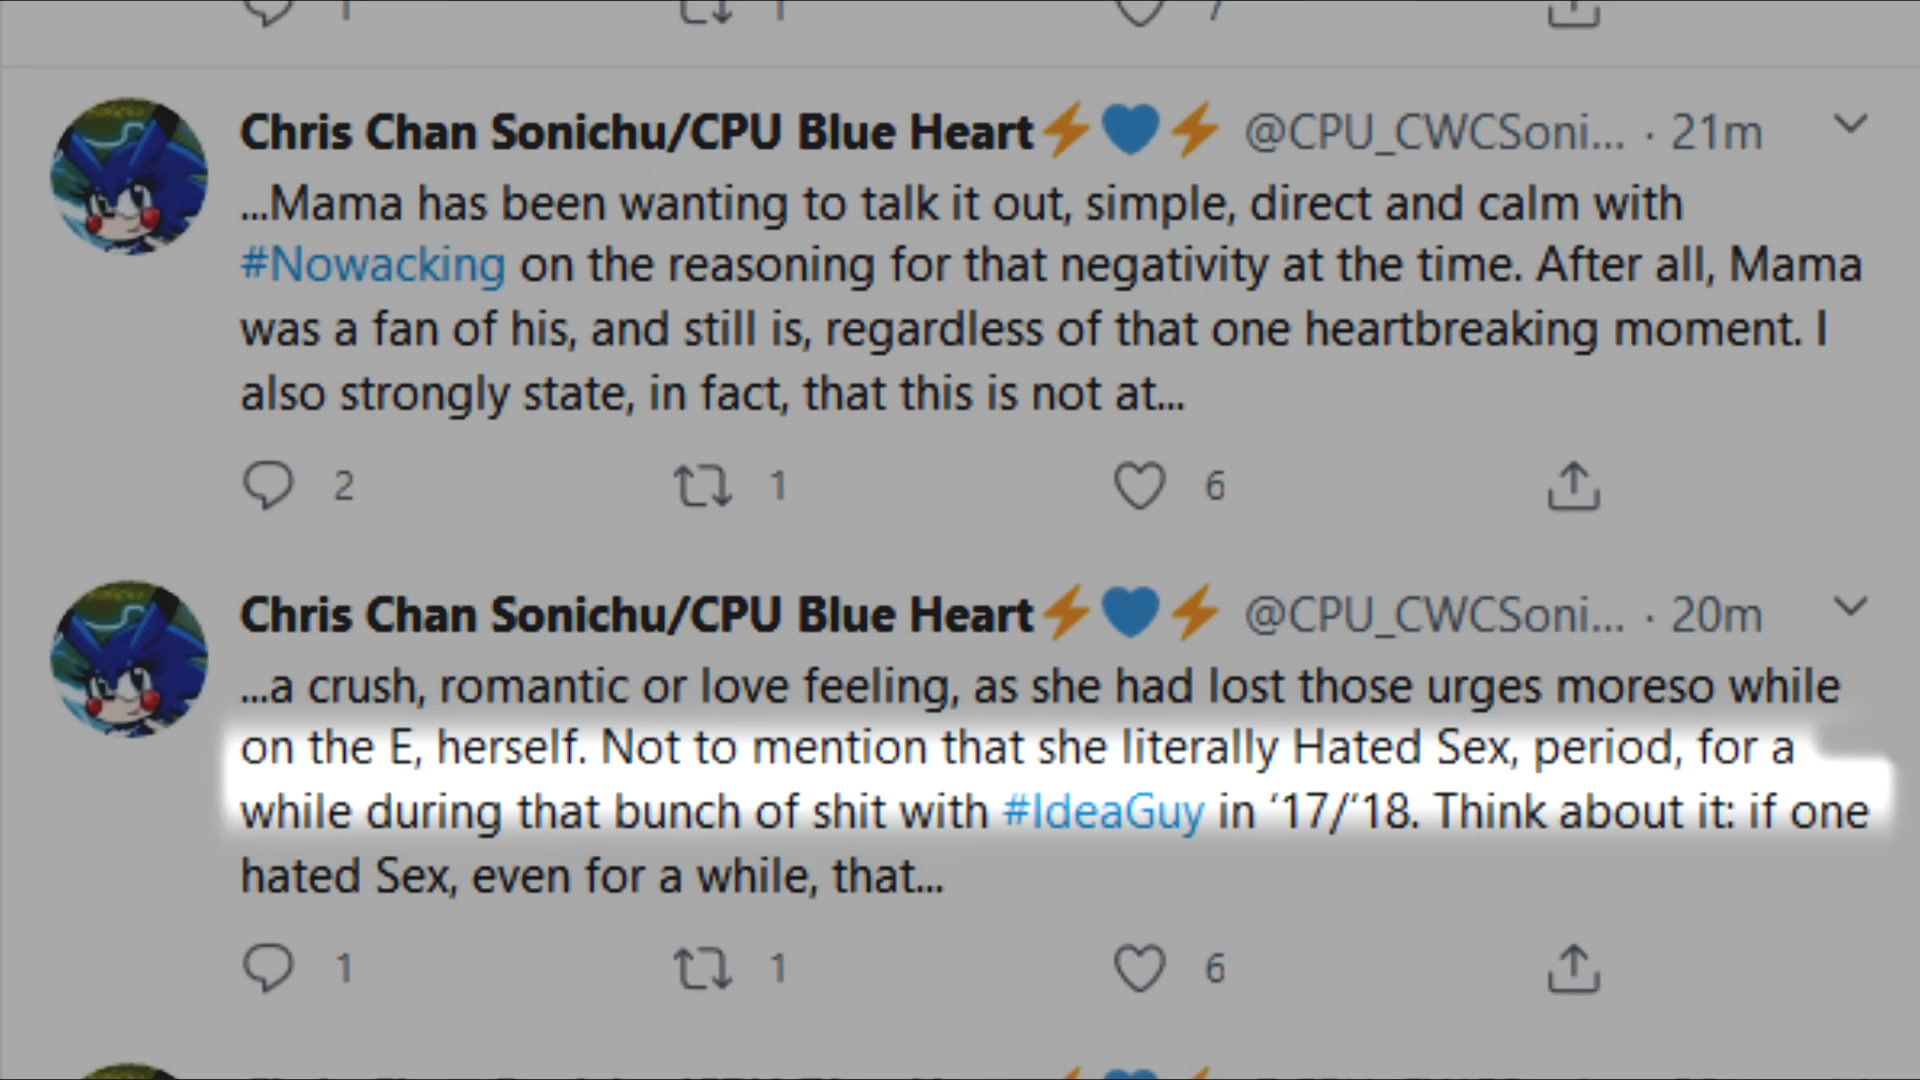 1 1 7
Chris Chan Sonichu/CPU Blue Heart⚡💙⚡ @CPU_CWCSoni... · 21m
...Mama has been wanting to talk it out, simple, direct and calm with
#Nowacking on the reasoning for that negativity at the time. After all, Mama
was a fan of his, and still is, regardless of that one heartbreaking moment. I
also strongly state, in fact, that this is not at...
2 1 6
Chris Chan Sonichu/CPU Blue Heart⚡💙⚡ @CPU_CWCSoni... · 20m
...a crush, romantic or love feeling, as she had lost those urges moreso while
on the E, herself. Not to mention that she literally Hated Sex, period, for a
while during that bunch of shit with #IdeaGuy in ’17/’18. Think about it: if one
hated Sex, even for a while, that...
1 1 6